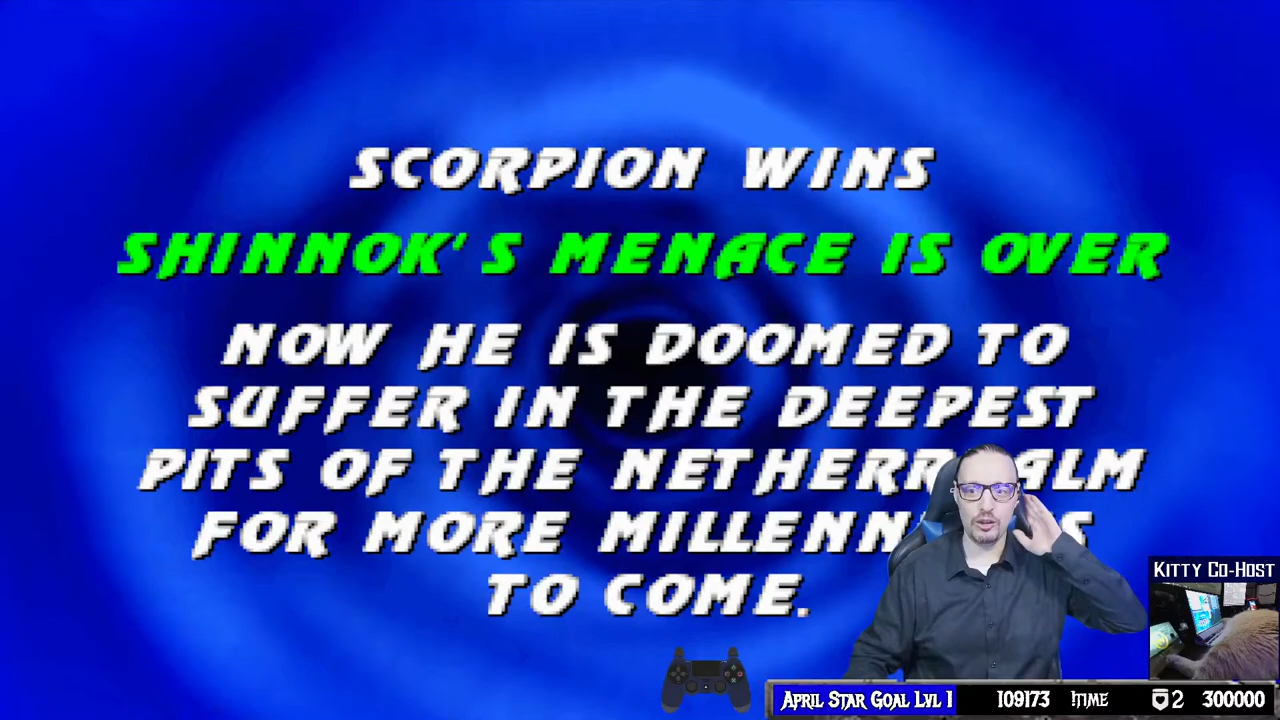 SCORPION WINS
SHINNOK'S MENACE IS OVER
NOW HE IS DOOMED TO
SUFFER IN THE DEEPEST
PITS OF THE
FOR MORE
TO COME.
KITTY CO-HOST
APRIL STAR GOAL LVL 1 109173 !TIME 2 300000